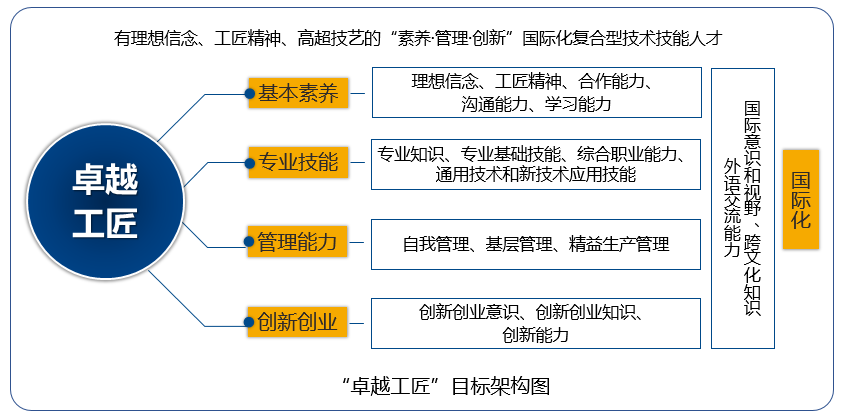 有理想信念、工匠精神、高超技艺的“素养·管理·创新”国际化复合型技术技能人才
卓越
工匠
基本素养
理想信念、工匠精神、合作能力、
沟通能力、学习能力
专业技能
专业知识、专业基础技能、综合职业能力、
通用技术和新技术应用技能
管理能力
自我管理、基层管理、精益生产管理
创新创业
创新创业意识、创新创业知识、
创新能力
国际意识和视野、跨文化知识
外语交流能力
国际化
“卓越工匠”目标架构图